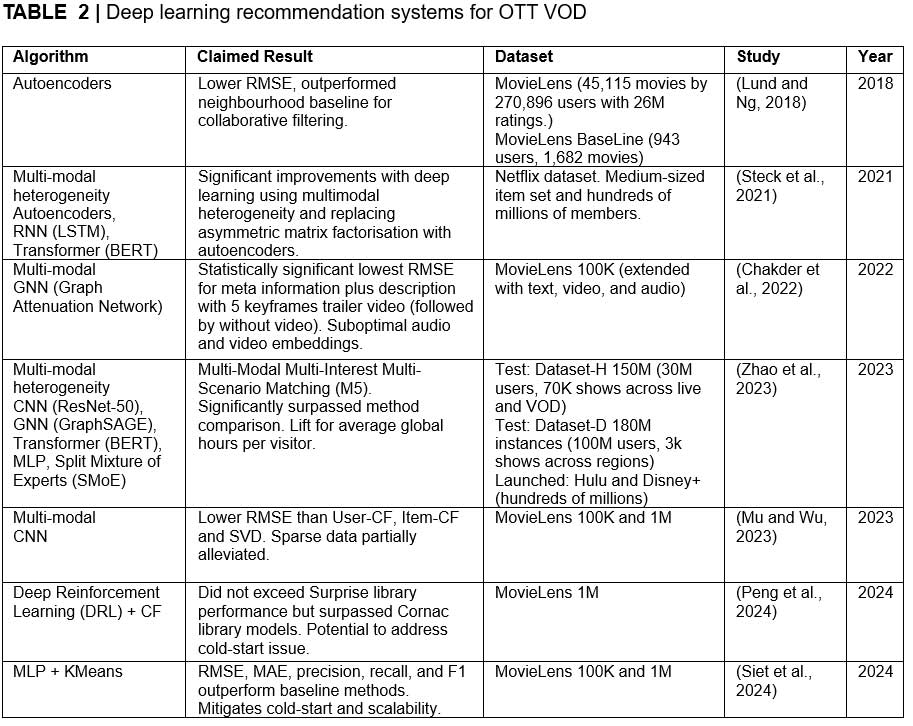 TABLE 2 | Deep learning recommendation systems for OTT VOD
Algorithm
Claimed Result
Dataset
Study
Year
Autoencoders
Lower RMSE, outperformed
neighbourhood baseline for
collaborative filtering.
MovieLens (45,115 movies by
270,896 users with 26M
ratings.)
MovieLens BaseLine (943
users, 1,682 movies)
(Lund and
Ng, 2018)
2018
Multi-modal
heterogeneity
Autoencoders,
RNN (LSTM),
Transformer (BERT)
Significant improvements with deep
learning using multimodal
heterogeneity and replacing
asymmetric matrix factorisation with
autoencoders.
Netflix dataset. Medium-sized
item set and hundreds of
millions of members.
(Steck et al.,
2021)
2021
Multi-modal
GNN (Graph
Attenuation Network)
Statistically significant lowest RMSE
for meta information plus description
with 5 keyframes trailer video (followed
by without video). Suboptimal audio
and video embeddings.
MovieLens 100K (extended
with text, video, and audio)
(Chakder et
al., 2022)
2022
Multi-modal
heterogeneity
CNN (ResNet-50),
GNN (GraphSAGE),
Transformer (BERT),
MLP, Split Mixture of
Experts (SMoE)
Multi-Modal Multi-Interest Multi-
Scenario Matching (M5).
Significantly surpassed method
comparison. Lift for average global
hours per visitor.
Test: Dataset-H 150M (30M
users, 70K shows across live
and VOD)
Test: Dataset-D 180M
instances (100M users, 3k
shows across regions)
Launched: Hulu and Disney+
(hundreds of millions)
(Zhao et al.,
2023)
2023
Multi-modal
CNN
Lower RMSE than User-CF, Item-CF
and SVD. Sparse data partially
alleviated.
MovieLens 100K and 1M
(Mu and Wu,
2023)
2023
Deep Reinforcement
Learning (DRL) + CF
Did not exceed Surprise library
performance but surpassed Cornac
library models. Potential to address
cold-start issue.
MovieLens 1M
(Peng et al.,
2024)
2024
MLP + KMeans
RMSE, MAE, precision, recall, and F1
outperform baseline methods.
Mitigates cold-start and scalability.
MovieLens 100K and 1M
(Siet et al.,
2024)
2024